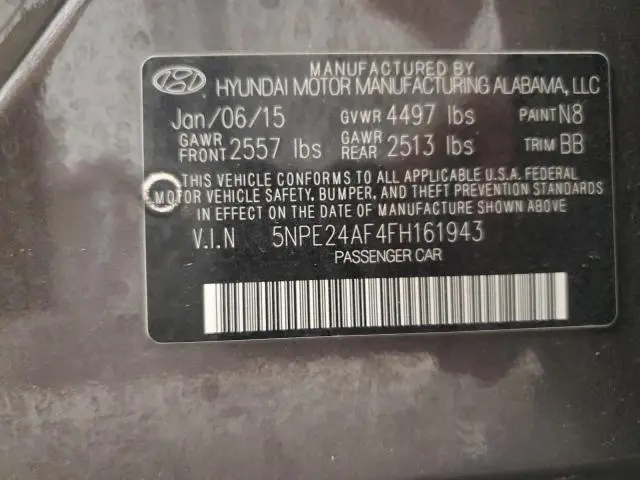 MANUFACTURED BY
HYUNDAI MOTOR MANUFACTURING ALABAMA, LLC
Jan/06/15 GVWR 4497 lbs PAINT N8
GAWR FRONT 2557 lbs GAWR REAR 2513 lbs TRIM BB
THIS VEHICLE CONFORMS TO ALL APPLICABLE U.S.A. FEDERAL
MOTOR VEHICLE SAFETY, BUMPER, AND THEFT PREVENTION STANDARDS
IN EFFECT ON THE DATE OF MANUFACTURE SHOWN ABOVE
V.I.N 5NPE24AF4FH161943
PASSENGER CAR